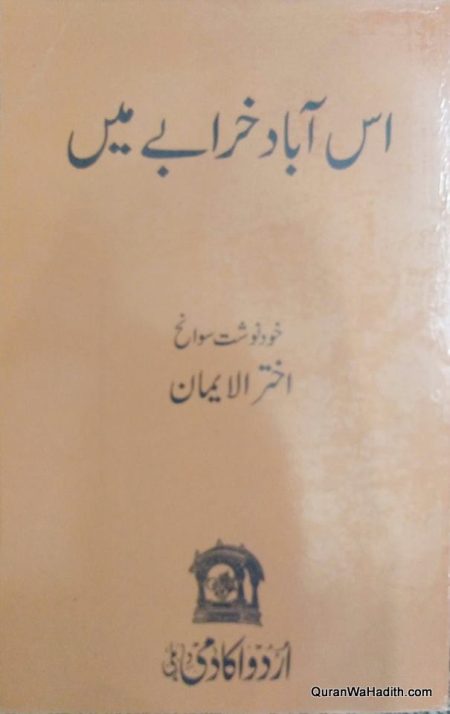 اس آباد خرابے میں
خود نوشت سوانح
اختر الایمان
اردو اکادمی دہلی
QuranWaHadith.com